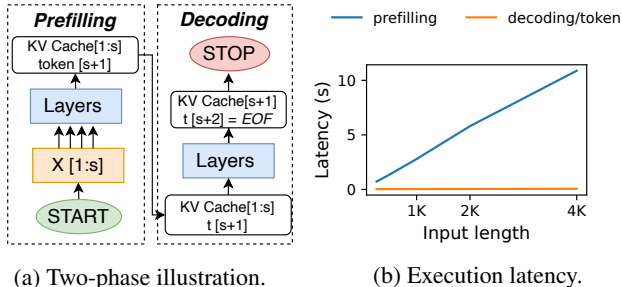 Prefilling
KV Cache[1:s]
token [s+1]
Layers
X [1:s]
START
Decoding
STOP
KV Cache[s+1]
t [s+2] = EOF
Layers
KV Cache[1:s]
t [s+1]
(a) Two-phase illustration.
prefilling
decoding/token
Latency (s)
10
5
0
1K
2K
4K
Input length
(b) Execution latency.